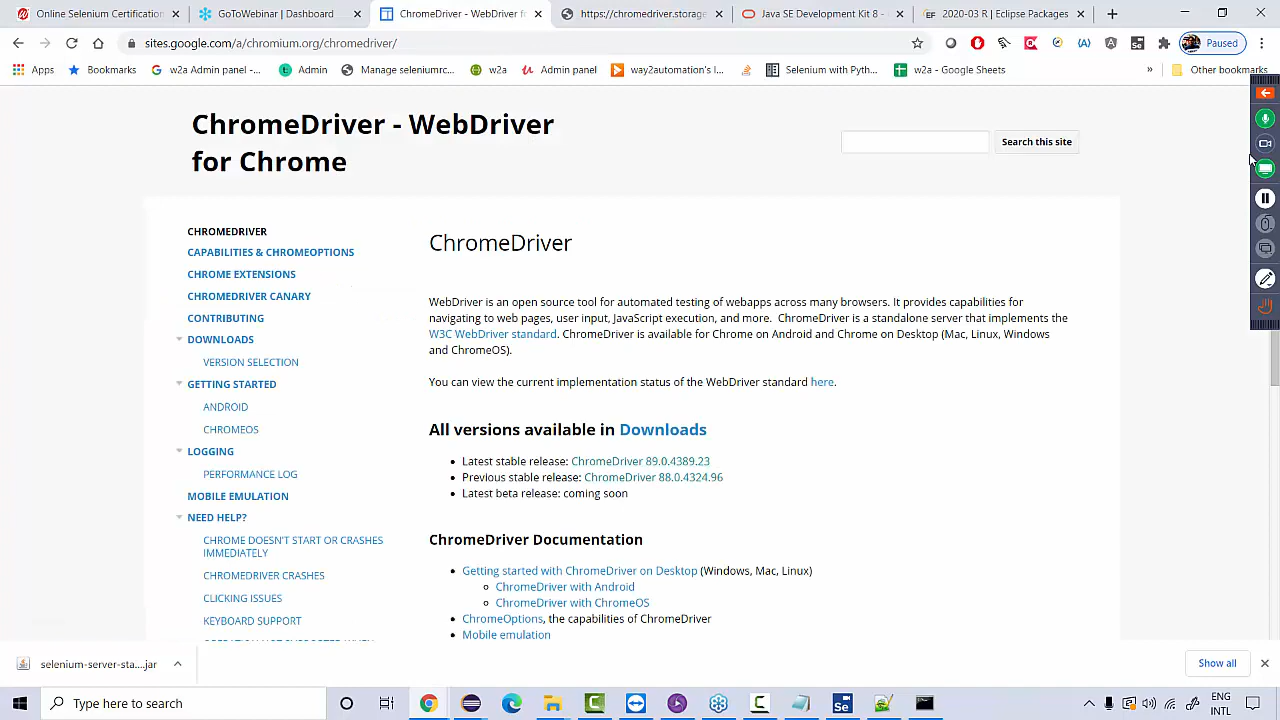 Online Selenium Certification
GoToWebinar | Dashboard
ChromeDriver - WebDriver f
https://chromedriver.storage
Java SE Development Kit 8 -
2020-03 R | Eclipse Packages
sites.google.com/a/chromium.org/chromedriver/
Paused
Apps
Bookmarks
w2a Admin panel -...
Admin
Manage seleniumrc...
w2a
Admin panel
way2automation's I...
Selenium with Pyth...
w2a - Google Sheets
»
Other bookmarks
ChromeDriver - WebDriver
for Chrome
Search this site
CHROMEDRIVER
CAPABILITIES & CHROMEOPTIONS
CHROME EXTENSIONS
CHROMEDRIVER CANARY
CONTRIBUTING
DOWNLOADS
VERSION SELECTION
GETTING STARTED
ANDROID
CHROMEOS
LOGGING
PERFORMANCE LOG
MOBILE EMULATION
NEED HELP?
CHROME DOESN'T START OR CRASHES
IMMEDIATELY
CHROMEDRIVER CRASHES
CLICKING ISSUES
KEYBOARD SUPPORT
ChromeDriver
WebDriver is an open source tool for automated testing of webapps across many browsers. It provides capabilities for
navigating to web pages, user input, JavaScript execution, and more.  ChromeDriver is a standalone server that implements the
W3C WebDriver standard. ChromeDriver is available for Chrome on Android and Chrome on Desktop (Mac, Linux, Windows
and ChromeOS).
You can view the current implementation status of the WebDriver standard here.
All versions available in Downloads
• Latest stable release: ChromeDriver 89.0.4389.23
• Previous stable release: ChromeDriver 88.0.4324.96
• Latest beta release: coming soon
ChromeDriver Documentation
• Getting started with ChromeDriver on Desktop (Windows, Mac, Linux)
ChromeDriver with Android
ChromeDriver with ChromeOS
• ChromeOptions, the capabilities of ChromeDriver
• Mobile emulation
selenium-server-sta....jar
Show all
Type here to search
Se
ENG
INTL